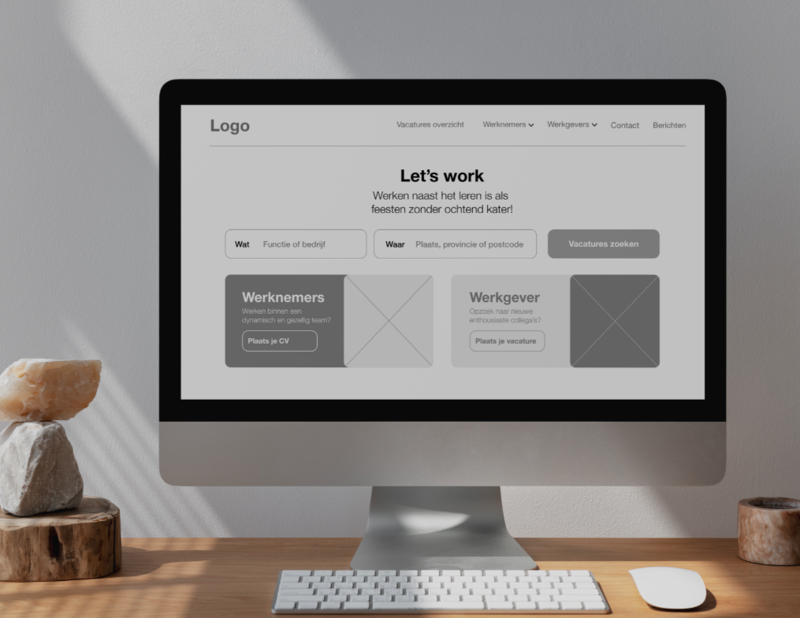 Logo
Vacatures overzicht
Werknemers
Werkgevers
Contact
Berichten
Let's work
Werken naast het leren is als
feesten zonder ochtend kater!
Wat Functie of bedrijf
Waar Plaats, provincie of postcode
Vacatures zoeken
Werknemers
Werken binnen een
dynamisch en gezellig team?
Plaats je CV
Werkgever
Opzoek naar nieuwe
enthousiaste collega's?
Plaats je vacature